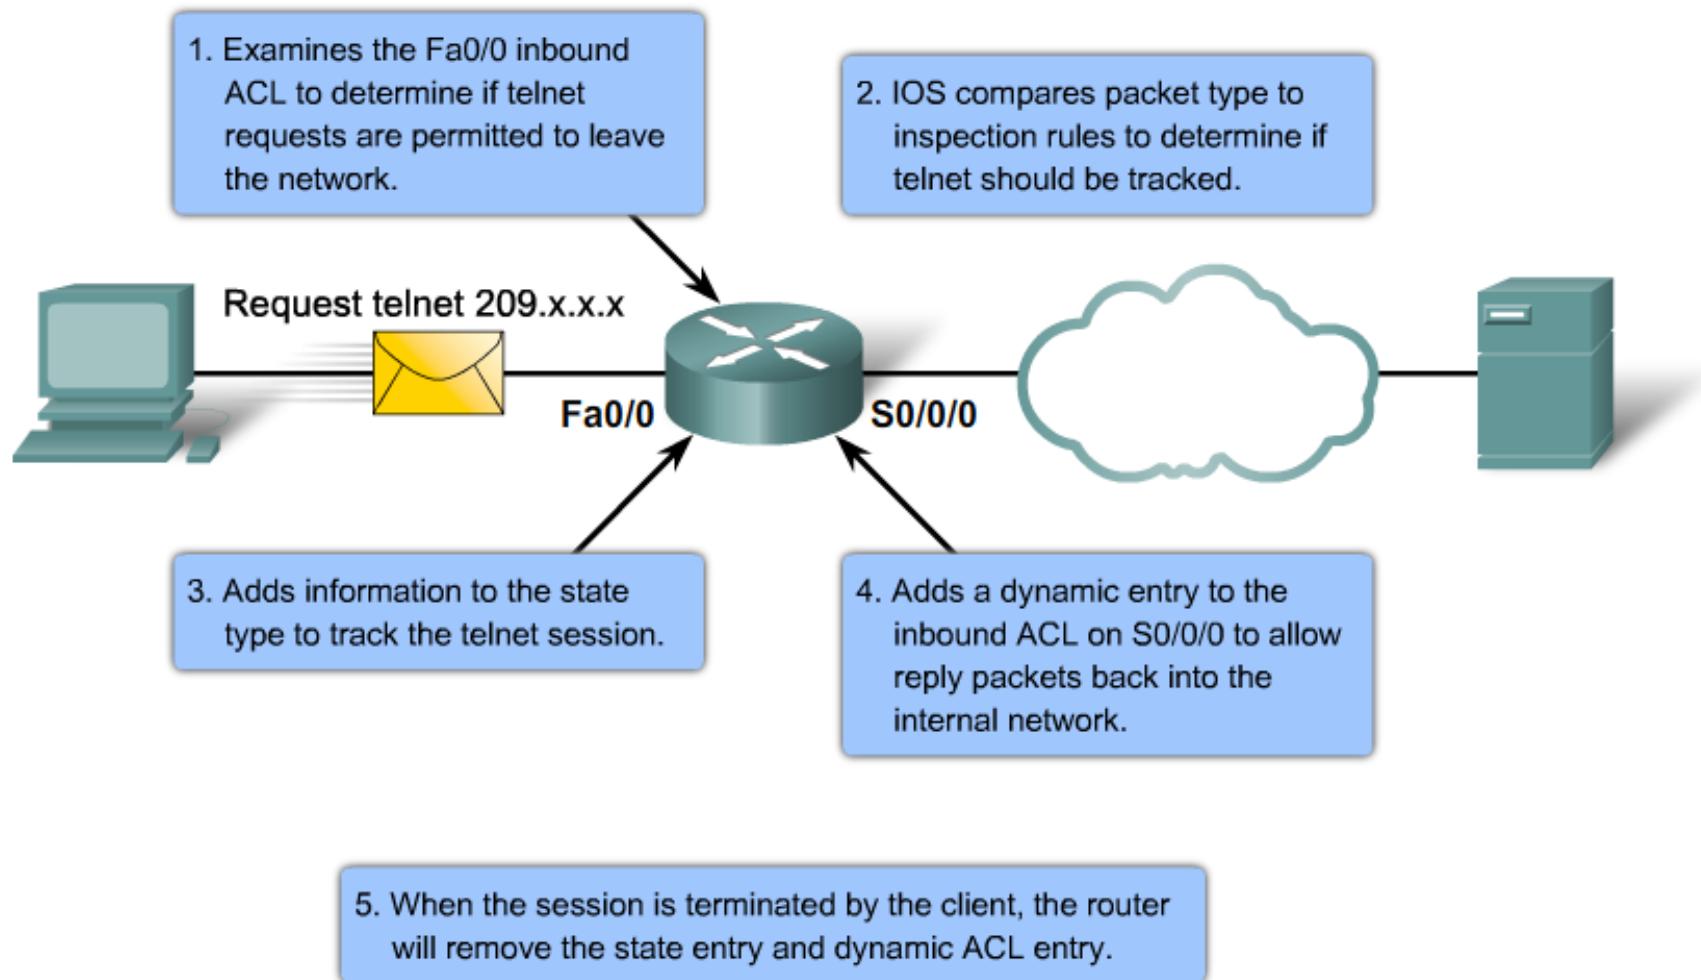 1. Examines the Fa0/0 inbound
ACL to determine if telnet
requests are permitted to leave
the network.
2. IOS compares packet type to
inspection rules to determine if
telnet should be tracked.
Request telnet 209.x.x.x
Fa0/0
S0/0/0
3. Adds information to the state
type to track the telnet session.
4. Adds a dynamic entry to the
inbound ACL on S0/0/0 to allow
reply packets back into the
internal network.
5. When the session is terminated by the client, the router
will remove the state entry and dynamic ACL entry.